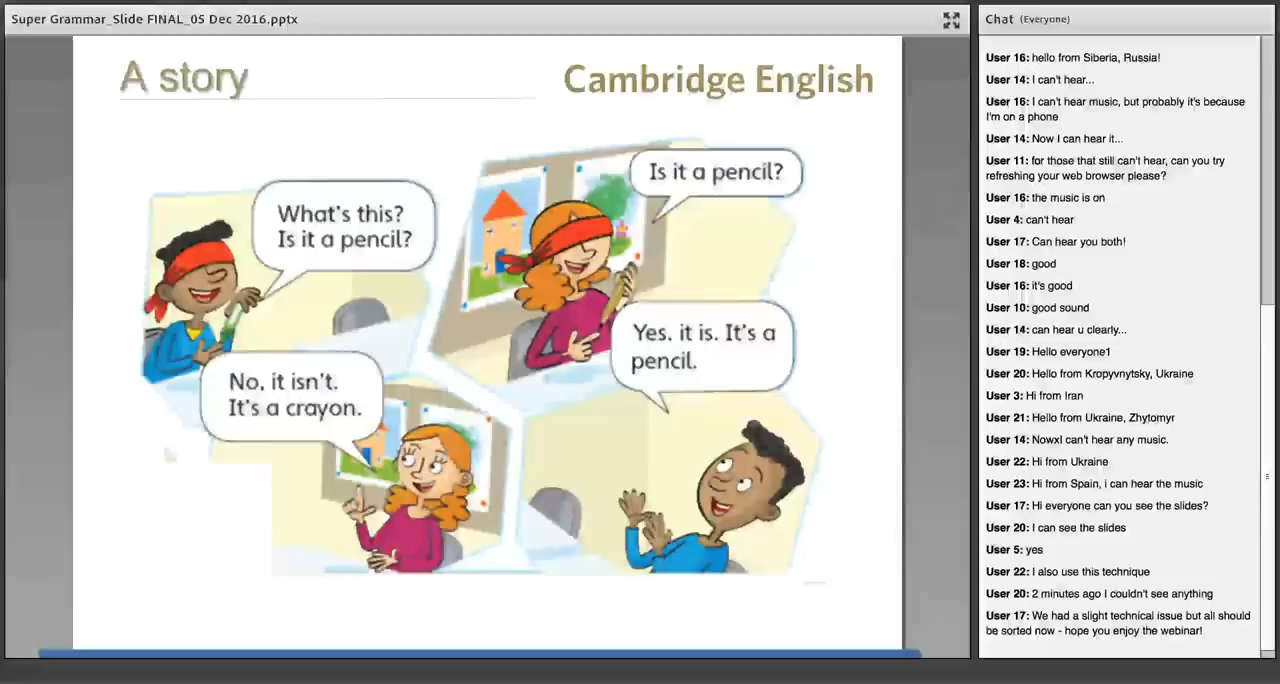 Super Grammar_Slide FINAL_05 Dec 2016.pptx
A story
Cambridge English
What's this?
Is it a pencil?
No, it isn't.
It's a crayon.
Is it a pencil?
Yes. it is. It's a
pencil.
Chat (Everyone)
User 16: hello from Siberia, Russia!
User 14: I can't hear...
User 16: I can't hear music, but probably it's because
I'm on a phone
User 14: Now I can hear it...
User 11: for those that still can't hear, can you try
refreshing your web browser please?
User 16: the music is on
User 4: can't hear
User 17: Can hear you both!
User 18: good
User 16: it's good
User 10: good sound
User 14: can hear u clearly...
User 19: Hello everyone1
User 20: Hello from Kropyvnytsky, Ukraine
User 3: Hi from Iran
User 21: Hello from Ukraine, Zhytomyr
User 14: NowxI can't hear any music.
User 22: Hi from Ukraine
User 23: Hi from Spain, i can hear the music
User 17: Hi everyone can you see the slides?
User 20: I can see the slides
User 5: yes
User 22: I also use this technique
User 20: 2 minutes ago I couldn't see anything
User 17: We had a slight technical issue but all should
be sorted now - hope you enjoy the webinar!